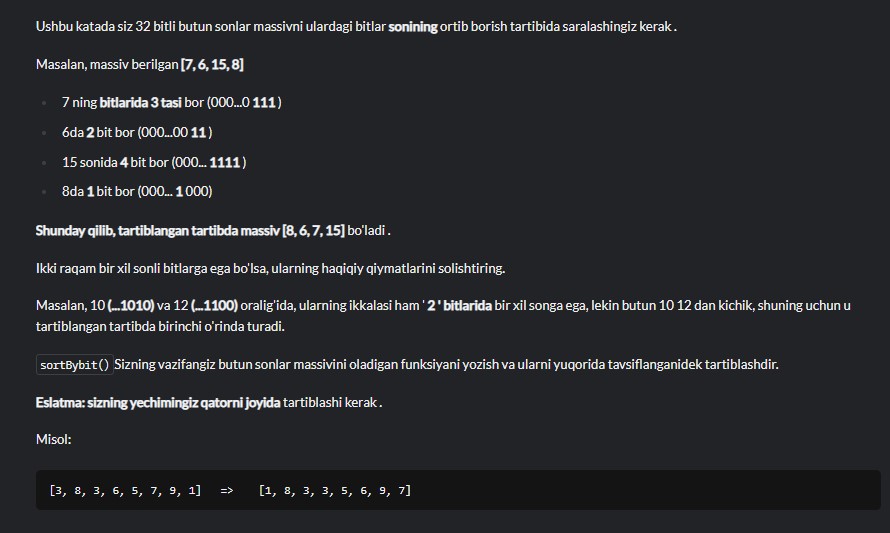 Ushbu katada siz 32 bitli butun sonlar massivni ulardagi bitlar sonining ortib borish tartibida saralashingiz kerak .
Masalan, massiv berilgan [7, 6, 15, 8]
7 ning bitlarida 3 tasi bor (000...0 111 )
6da 2 bit bor (000...00 11 )
15 sonida 4 bit bor (000... 1111 )
8da 1 bit bor (000... 1 000)
Shunday qilib, tartiblangan tartibda massiv [8, 6, 7, 15] bo'ladi .
Ikki raqam bir xil sonli bitlarga ega bo'lsa, ularning haqiqiy qiymatlarini solishtiring.
Masalan, 10 (...1010) va 12 (...1100) oralig'ida, ularning ikkalasi ham ' 2 ' bitlarida bir xil songa ega, lekin butun 10 12 dan kichik, shuning uchun u
tartiblangan tartibda birinchi o'rinda turadi.
sortBybit() Sizning vazifangiz butun sonlar massivini oladigan funksiyani yozish va ularni yuqorida tavsiflanganidek tartiblashdir.
Eslatma: sizning yechimingiz qatorni joyida tartiblashi kerak .
Misol:
[3, 8, 3, 6, 5, 7, 9, 1] => [1, 8, 3, 3, 5, 6, 9, 7]